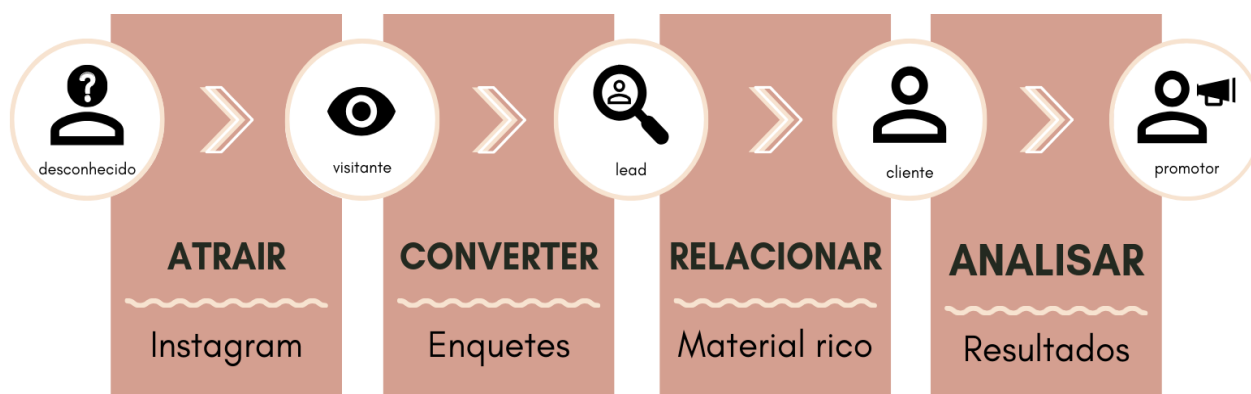 ?
desconhecido
visitante
lead
cliente
promotor
ATRAIR
CONVERTER
RELACIONAR
ANALISAR
Instagram
Enquetes
Material rico
Resultados